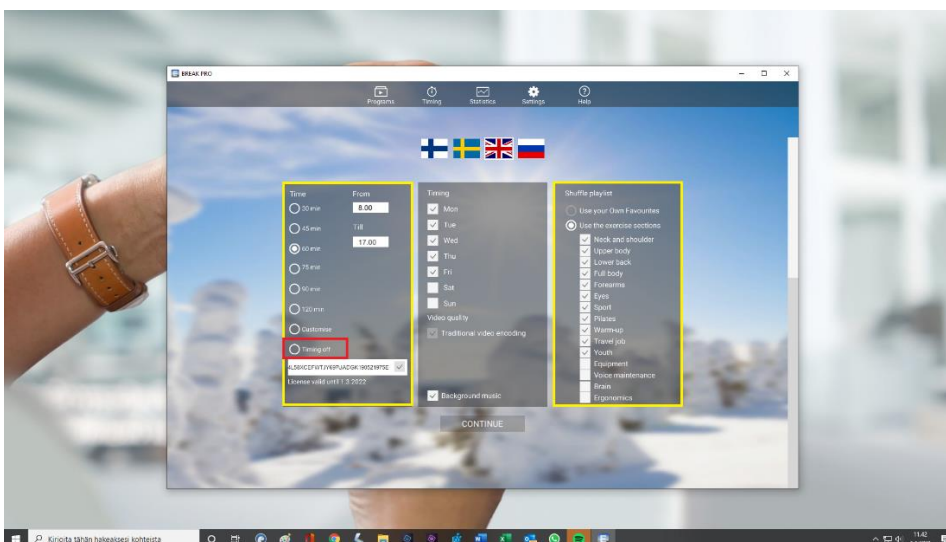 BREAK PRO
Programs
Timing
Statistics
Settings
Help
Time
From
30 min
8.00
45 min
Till
60 min
17.00
75 min
90 min
120 min
Customise
Timing off
License valid until 1.3.2022
Timing
Mon
Tue
Wed
Thu
Fri
Sat
Sun
Video quality
Traditional video encoding
Background music
Shuffle playlist
Use your Own Favourites
Use the exercise sections
Neck and shoulder
Upper body
Lower back
Full body
Forearms
Eyes
Sport
Pilates
Warm-up
Travel job
Youth
Equipment
Voice maintenance
Brain
Ergonomics
CONTINUE
Kirjoita tähän hakeaksesi kohteista
11.42